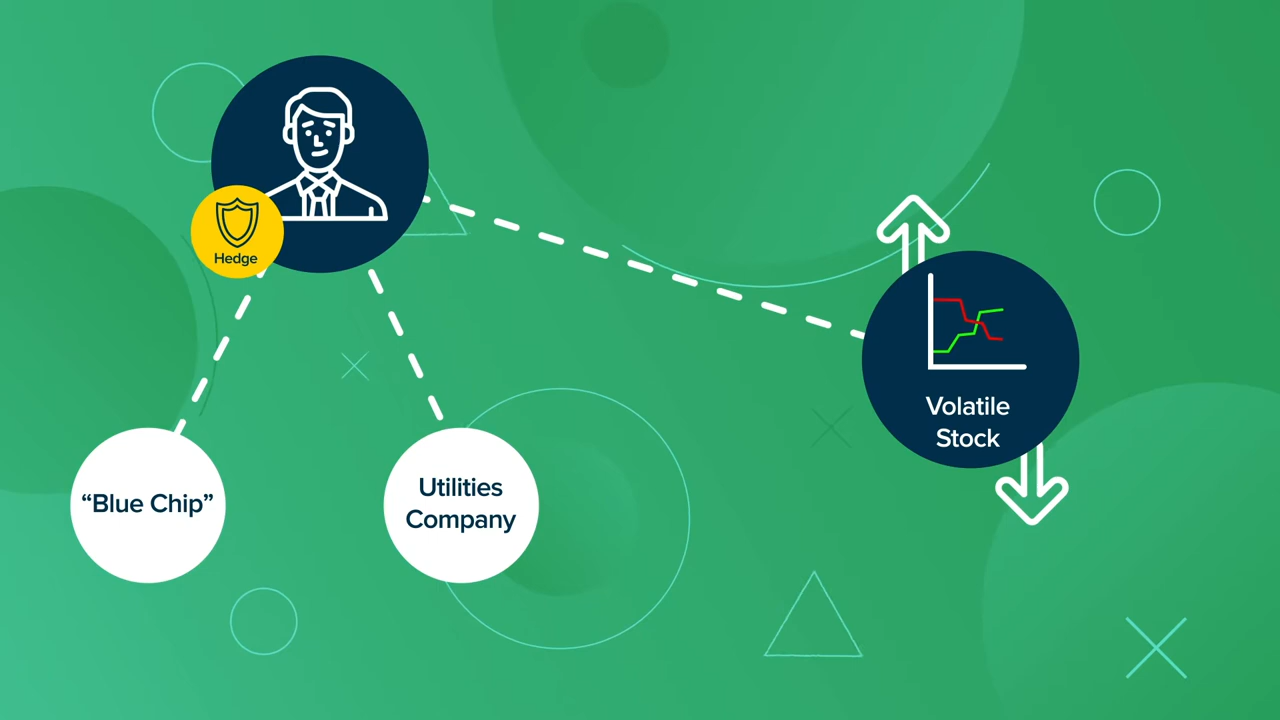 Hedge
Volatile
Stock
“Blue Chip”
Utilities
Company